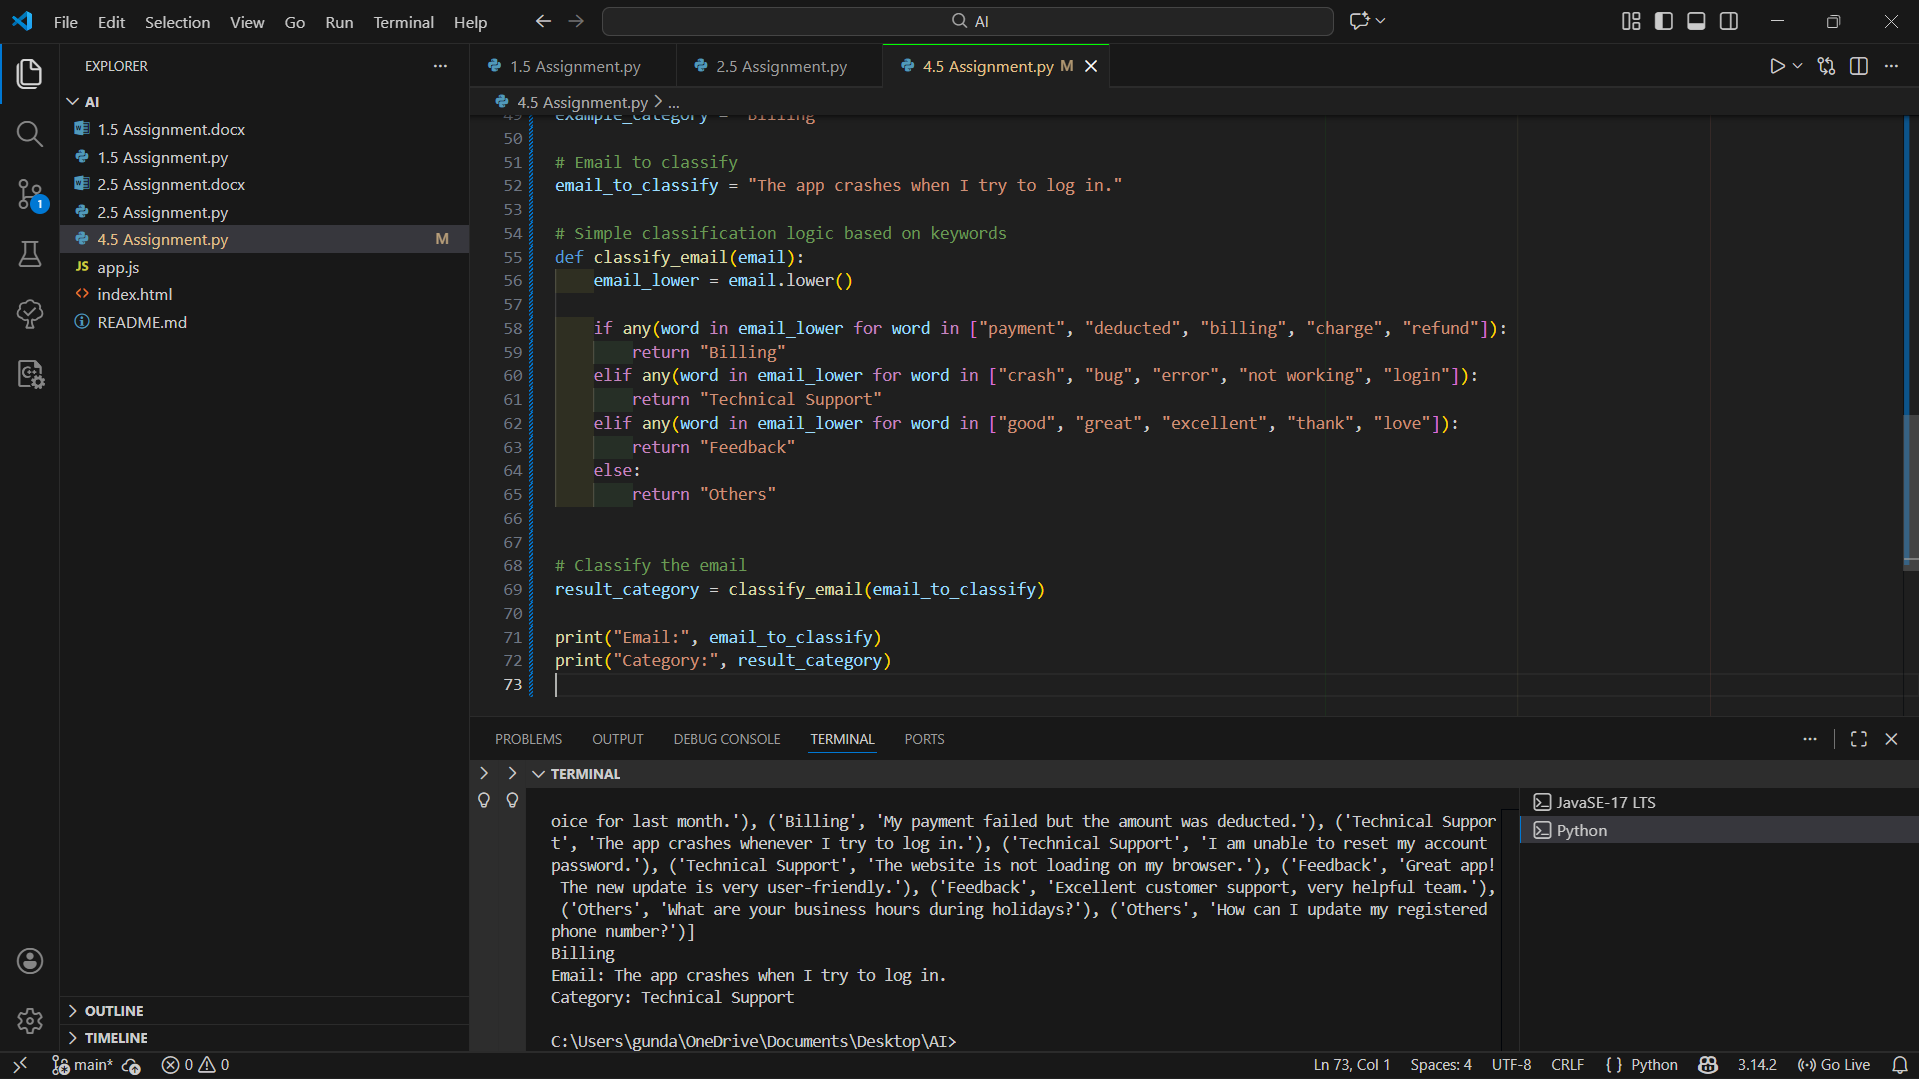 File Edit Selection View Go Run Terminal Help
AI
EXPLORER
AI
1.5 Assignment.docx
1.5 Assignment.py
2.5 Assignment.docx
2.5 Assignment.py
4.5 Assignment.py M
JS app.js
<> index.html
README.md
OUTLINE
TIMELINE
1.5 Assignment.py 2.5 Assignment.py 4.5 Assignment.py M
4.5 Assignment.py > ...
49 example_category = "Billing"
50
51 # Email to classify
52 email_to_classify = "The app crashes when I try to log in."
53
54 # Simple classification logic based on keywords
55 def classify_email(email):
56 email_lower = email.lower()
57
58 if any(word in email_lower for word in ["payment", "deducted", "billing", "charge", "refund"]):
59 return "Billing"
60 elif any(word in email_lower for word in ["crash", "bug", "error", "not working", "login"]):
61 return "Technical Support"
62 elif any(word in email_lower for word in ["good", "great", "excellent", "thank", "love"]):
63 return "Feedback"
64 else:
65 return "Others"
66
67
68 # Classify the email
69 result_category = classify_email(email_to_classify)
70
71 print("Email:", email_to_classify)
72 print("Category:", result_category)
73
PROBLEMS OUTPUT DEBUG CONSOLE TERMINAL PORTS
TERMINAL
oice for last month.'), ('Billing', 'My payment failed but the amount was deducted.'), ('Technical Suppor
t', 'The app crashes whenever I try to log in.'), ('Technical Support', 'I am unable to reset my account
password.'), ('Technical Support', 'The website is not loading on my browser.'), ('Feedback', 'Great app!
The new update is very user-friendly.'), ('Feedback', 'Excellent customer support, very helpful team.'),
('Others', 'What are your business hours during holidays?'), ('Others', 'How can I update my registered
phone number?')]
Billing
Email: The app crashes when I try to log in.
Category: Technical Support
C:\Users\gunda\OneDrive\Documents\Desktop\AI>
JavaSE-17 LTS
Python
1
main* 0 0
Ln 73, Col 1 Spaces: 4 UTF-8 CRLF { } Python 3.14.2 Go Live